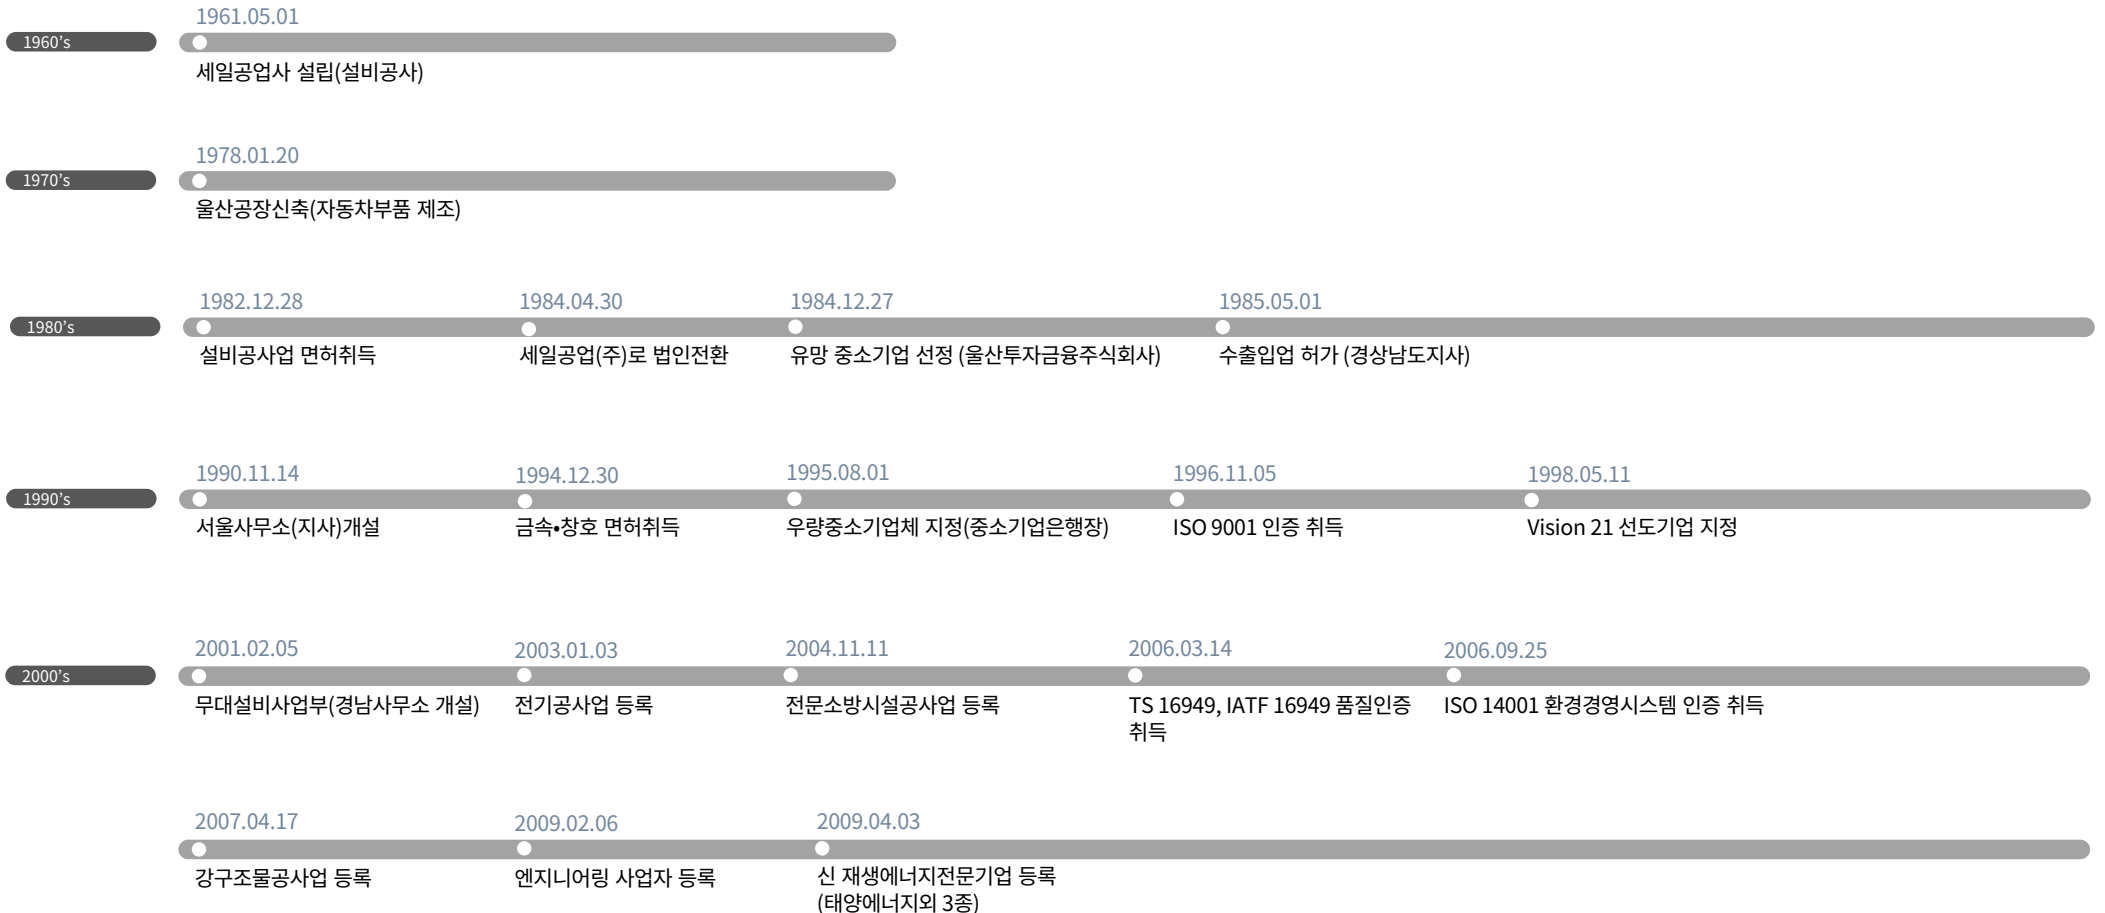 1960's
1961.05.01
세일공업사 설립(설비공사)
1970's
1978.01.20
울산공장신축(자동차부품 제조)
1980's
1982.12.28
설비공사업 면허취득
1984.04.30
세일공업(주)로 법인전환
1984.12.27
유망 중소기업 선정 (울산투자금융주식회사)
1985.05.01
수출입업 허가 (경상남도지사)
1990's
1990.11.14
서울사무소(지사)개설
1994.12.30
금속•창호 면허취득
1995.08.01
우량중소기업체 지정(중소기업은행장)
1996.11.05
ISO 9001 인증 취득
1998.05.11
Vision 21 선도기업 지정
2000's
2001.02.05
무대설비사업부(경남사무소 개설)
2003.01.03
전기공사업 등록
2004.11.11
전문소방시설공사업 등록
2006.03.14
TS 16949, IATF 16949 품질인증
취득
2006.09.25
ISO 14001 환경경영시스템 인증 취득
2007.04.17
강구조물공사업 등록
2009.02.06
엔지니어링 사업자 등록
2009.04.03
신 재생에너지전문기업 등록
(태양에너지외 3종)